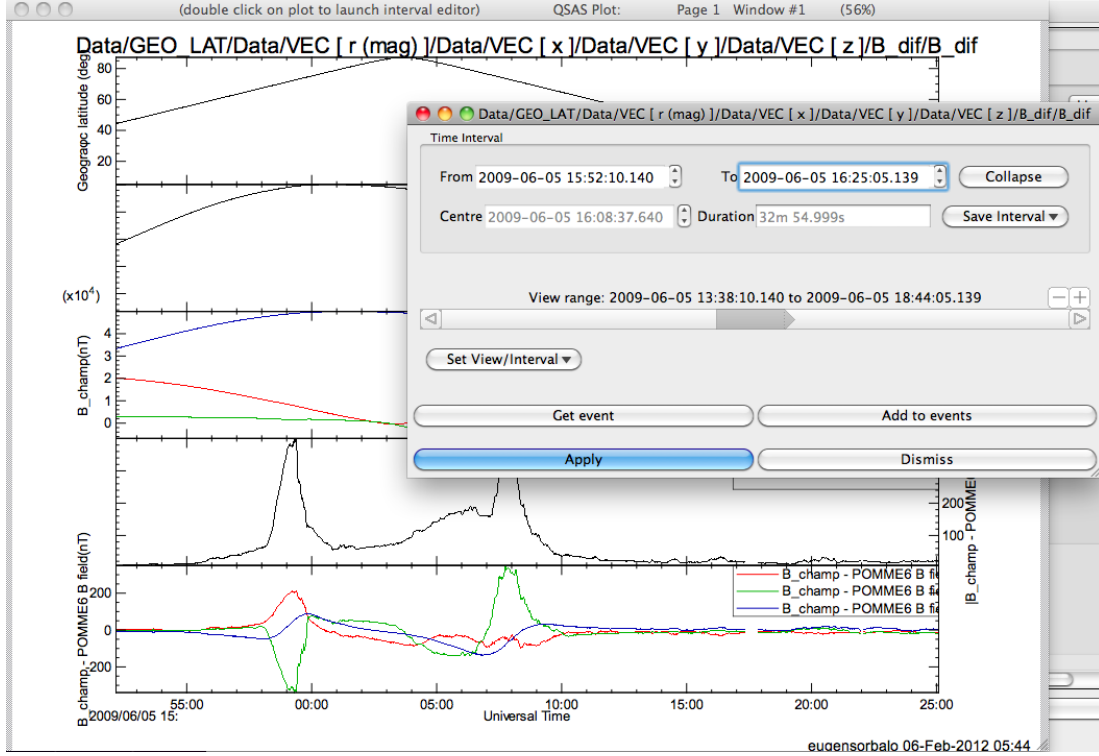 (double click on plot to launch interval editor) QSAS Plot: Page 1 Window #1 (56%)
Data/GEO_LAT/Data/VEC [ r (mag) ]/Data/VEC [ x ]/Data/VEC [ y ]/Data/VEC [ z ]/B_dif/B_dif
Geograφc latitude (deg
80
60
40
20
Data/GEO_LAT/Data/VEC [ r (mag) ]/Data/VEC [ x ]/Data/VEC [ y ]/Data/VEC [ z ]/B_dif/B_dif
Time Interval
From 2009-06-05 15:52:10.140 To 2009-06-05 16:25:05.139 Collapse
Centre 2009-06-05 16:08:37.640 Duration 32m 54.999s Save Interval
View range: 2009-06-05 13:38:10.140 to 2009-06-05 18:44:05.139
Set View/Interval
Get event Add to events
Apply Dismiss
(x10⁴)
B_champ(nT)
4
3
2
1
0
200
100
|B_champ - POMME6
B_champ - POMME6 B field(nT)
200
0
-200
B_champ - POMME6 B fi
B_champ - POMME6 B fi
B_champ - POMME6 B fi
55:00 00:00 05:00 10:00 15:00 20:00 25:00
2009/06/05 15: Universal Time
eugensorbalo 06-Feb-2012 05:44